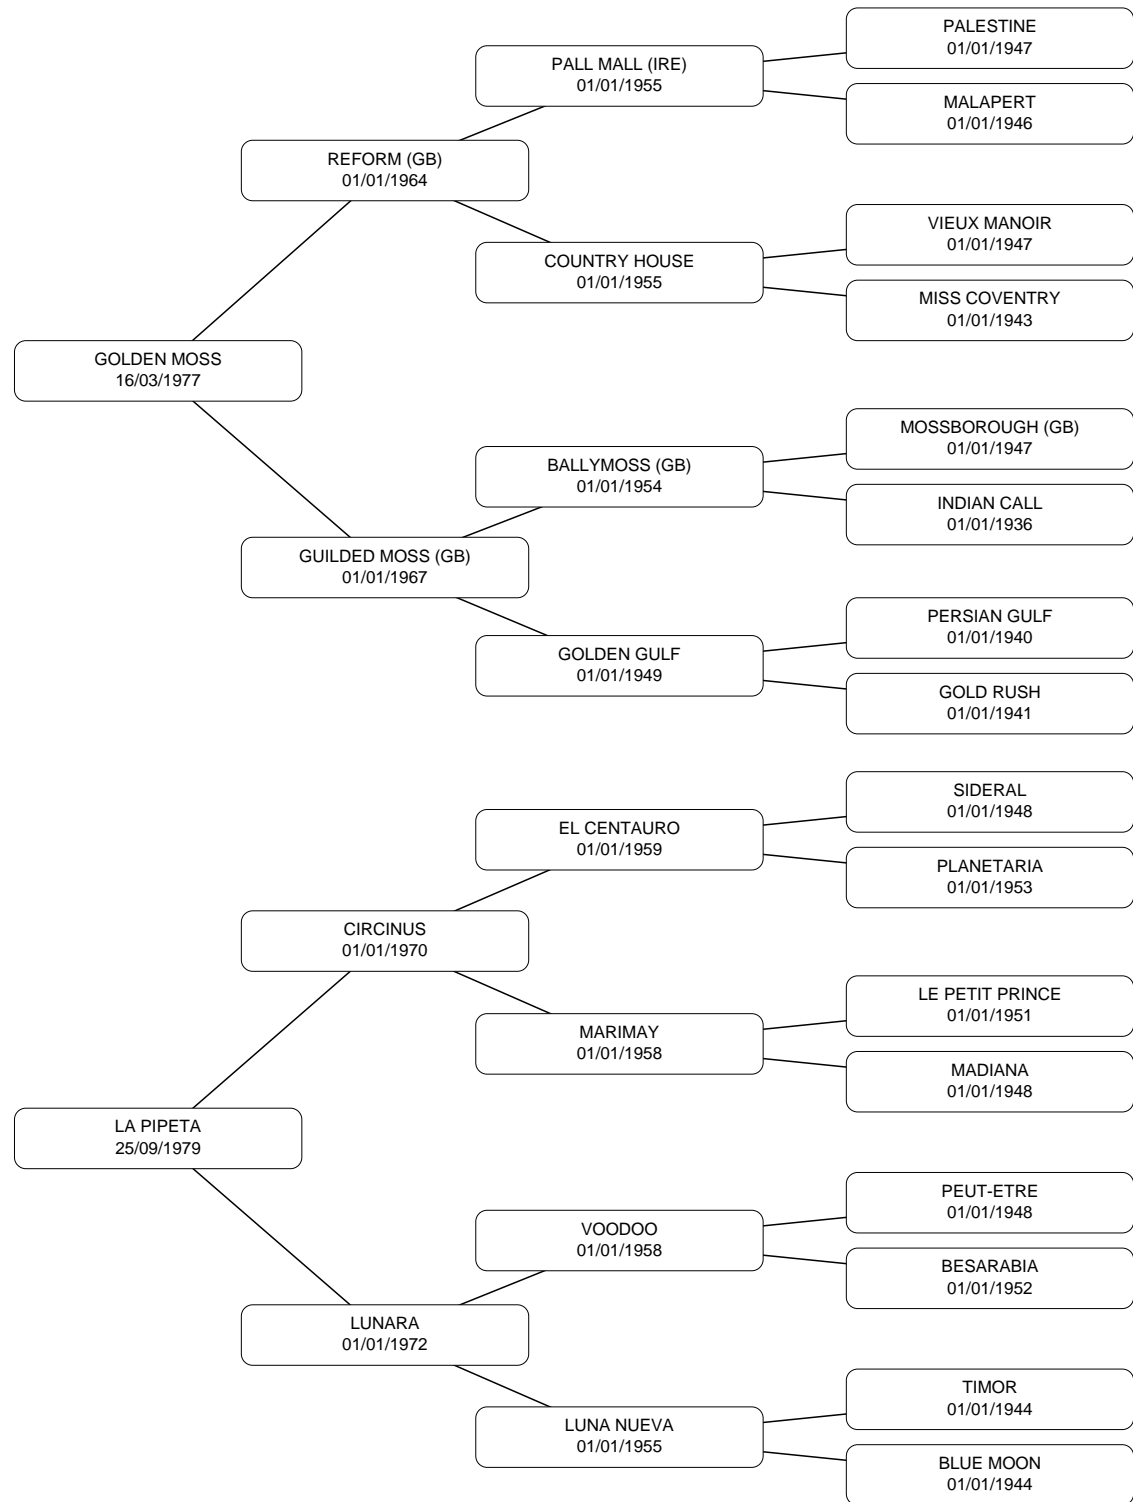 PALESTINE
01/01/1947
PALL MALL (IRE)
01/01/1955
MALAPERT
01/01/1946
REFORM (GB)
01/01/1964
VIEUX MANOIR
01/01/1947
COUNTRY HOUSE
01/01/1955
MISS COVENTRY
01/01/1943
GOLDEN MOSS
16/03/1977
MOSSBOROUGH (GB)
01/01/1947
BALLYMOSS (GB)
01/01/1954
INDIAN CALL
01/01/1936
GUILDED MOSS (GB)
01/01/1967
PERSIAN GULF
01/01/1940
GOLDEN GULF
01/01/1949
GOLD RUSH
01/01/1941
SIDERAL
01/01/1948
EL CENTAURO
01/01/1959
PLANETARIA
01/01/1953
CIRCINUS
01/01/1970
LE PETIT PRINCE
01/01/1951
MARIMAY
01/01/1958
MADIANA
01/01/1948
LA PIPETA
25/09/1979
PEUT-ETRE
01/01/1948
VOODOO
01/01/1958
BESARABIA
01/01/1952
LUNARA
01/01/1972
TIMOR
01/01/1944
LUNA NUEVA
01/01/1955
BLUE MOON
01/01/1944